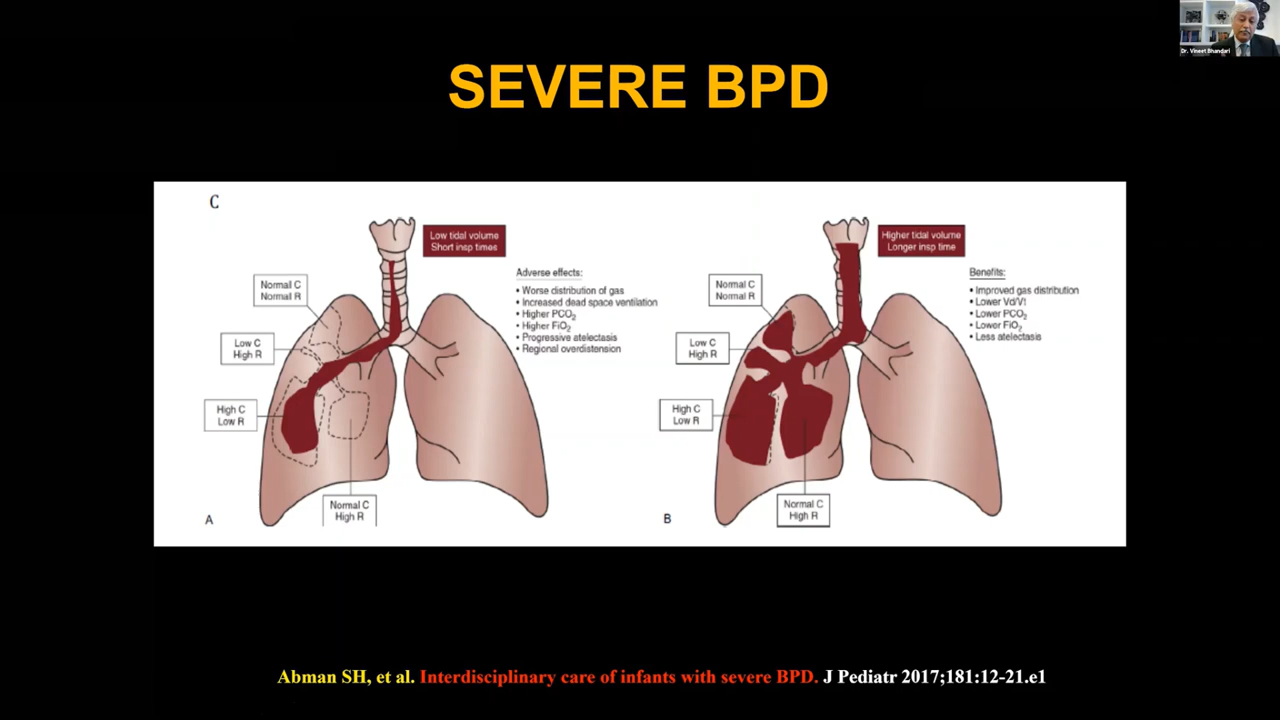 Dr. Vineet Bhandari
SEVERE BPD
C
Low tidal volume
Short insp times
Adverse effects:
• Worse distribution of gas
• Increased dead space ventilation
• Higher PCO2
• Higher FiO2
• Progressive atelectasis
• Regional overdistension
Normal C
Normal R
Low C
High R
High C
Low R
Normal C
High R
A
Higher tidal volume
Longer insp time
Benefits:
• Improved gas distribution
• Lower Vd/Vt
• Lower PCO2
• Lower FiO2
• Less atelectasis
Normal C
Normal R
Low C
High R
High C
Low R
Normal C
High R
B
Abman SH, et al. Interdisciplinary care of infants with severe BPD. J Pediatr 2017;181:12-21.e1